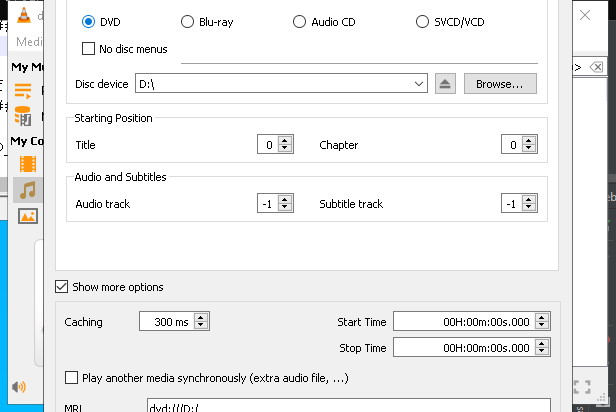 DVD Blu-ray Audio CD SVCD/VCD
Medi
No disc menus
My M
Disc device D:\ Browse...
Starting Position
My Co
Title 0 Chapter 0
Audio and Subtitles
Audio track -1 Subtitle track -1
Show more options
Caching 300 ms Start Time 00H:00m:00s.000
Stop Time 00H:00m:00s.000
Play another media synchronously (extra audio file, ...)
MRL dvd:///D:/